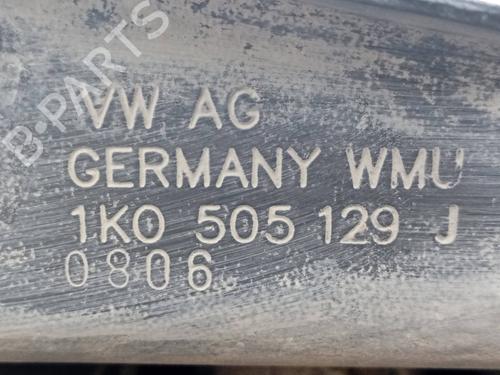 B-PARTS
VW AG
GERMANY WMU
1K0 505 129 J
0806